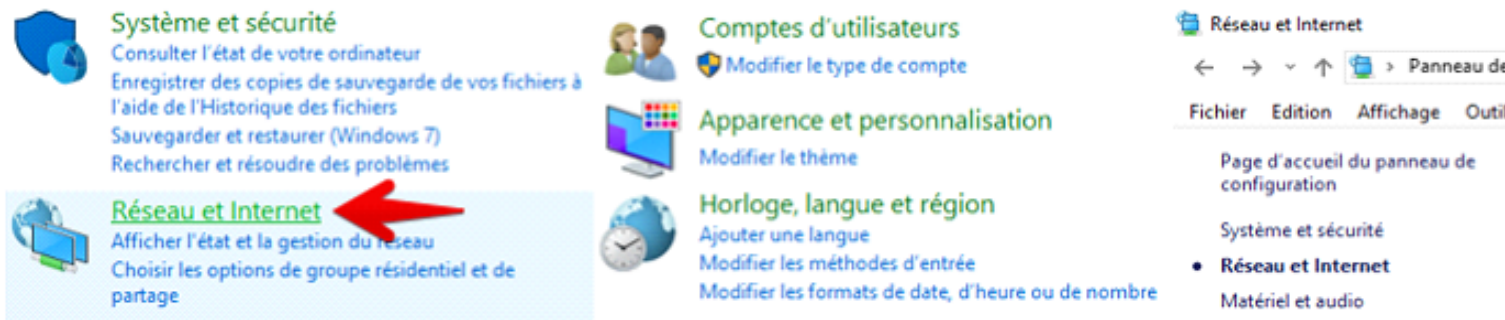 Système et sécurité
Consulter l'état de votre ordinateur
Enregistrer des copies de sauvegarde de vos fichiers à
l'aide de l'Historique des fichiers
Sauvegarder et restaurer (Windows 7)
Rechercher et résoudre des problèmes
Réseau et Internet
Afficher l'état et la gestion du réseau
Choisir les options de groupe résidentiel et de
partage
Comptes d'utilisateurs
Modifier le type de compte
Apparence et personnalisation
Modifier le thème
Horloge, langue et région
Ajouter une langue
Modifier les méthodes d'entrée
Modifier les formats de date, d'heure ou de nombre
Réseau et Internet
Panneau de
Fichier Edition Affichage Outil
Page d'accueil du panneau de
configuration
Système et sécurité
Réseau et Internet
Matériel et audio